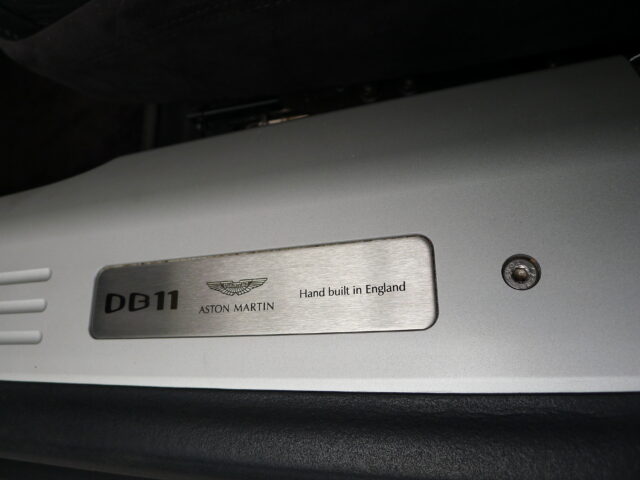 DB11
ASTON MARTIN
Hand built in England